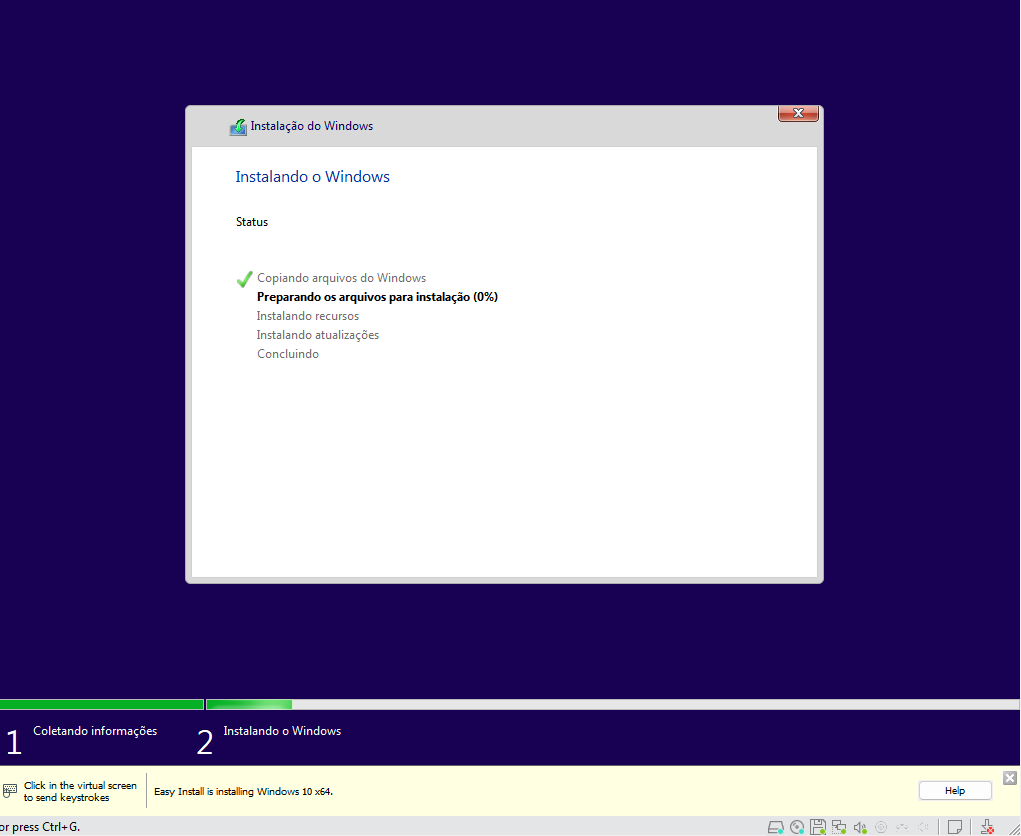 Instalação do Windows
Instalando o Windows
Status
Copiando arquivos do Windows
Preparando os arquivos para instalação (0%)
Instalando recursos
Instalando atualizações
Concluindo
1 Coletando informações
2 Instalando o Windows
Click in the virtual screen
to send keystrokes
Easy Install is installing Windows 10 x64.
Help
or press Ctrl+G.